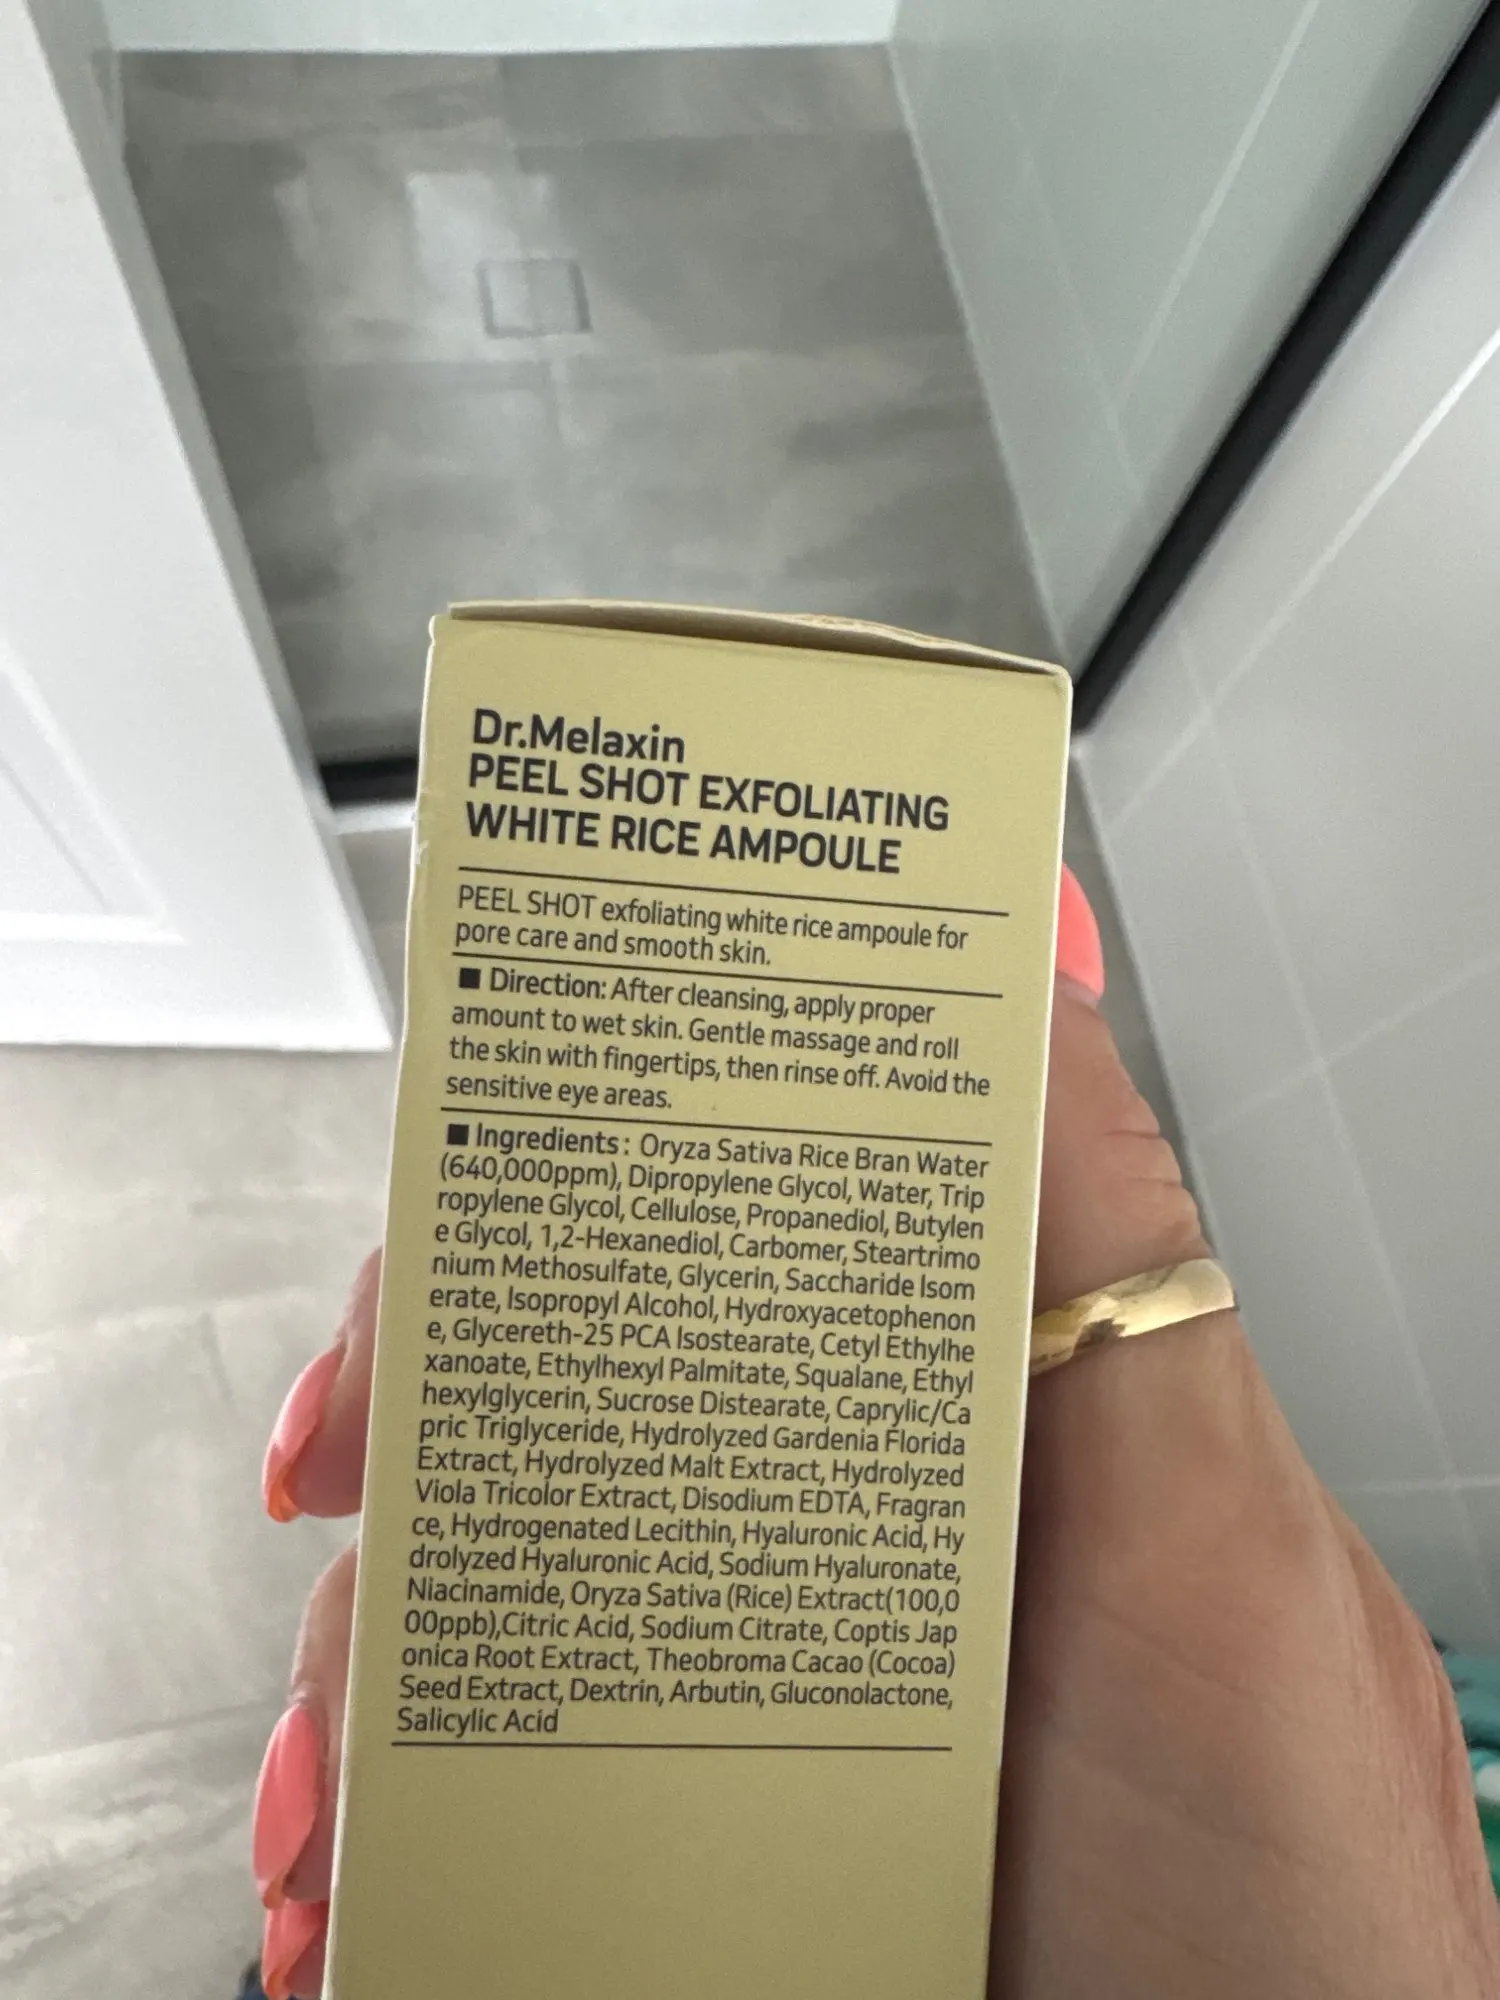 Dr.Melaxin
PEEL SHOT EXFOLIATING
WHITE RICE AMPOULE
PEEL SHOT exfoliating white rice ampoule for
pore care and smooth skin.
■ Direction: After cleansing, apply proper
amount to wet skin. Gentle massage and roll
the skin with fingertips, then rinse off. Avoid the
sensitive eye areas.
■ Ingredients : Oryza Sativa Rice Bran Water
(640,000ppm), Dipropylene Glycol, Water, Trip
ropylene Glycol, Cellulose, Propanediol, Butylen
e Glycol, 1,2-Hexanediol, Carbomer, Steartrimo
nium Methosulfate, Glycerin, Saccharide Isom
erate, Isopropyl Alcohol, Hydroxyacetophenon
e, Glycereth-25 PCA Isostearate, Cetyl Ethylhe
xanoate, Ethylhexyl Palmitate, Squalane, Ethyl
hexylglycerin, Sucrose Distearate, Caprylic/Ca
pric Triglyceride, Hydrolyzed Gardenia Florida
Extract, Hydrolyzed Malt Extract, Hydrolyzed
Viola Tricolor Extract, Disodium EDTA, Fragran
ce, Hydrogenated Lecithin, Hyaluronic Acid, Hy
drolyzed Hyaluronic Acid, Sodium Hyaluronate,
Niacinamide, Oryza Sativa (Rice) Extract(100,0
00ppb),Citric Acid, Sodium Citrate, Coptis Jap
onica Root Extract, Theobroma Cacao (Cocoa)
Seed Extract, Dextrin, Arbutin, Gluconolactone,
Salicylic Acid